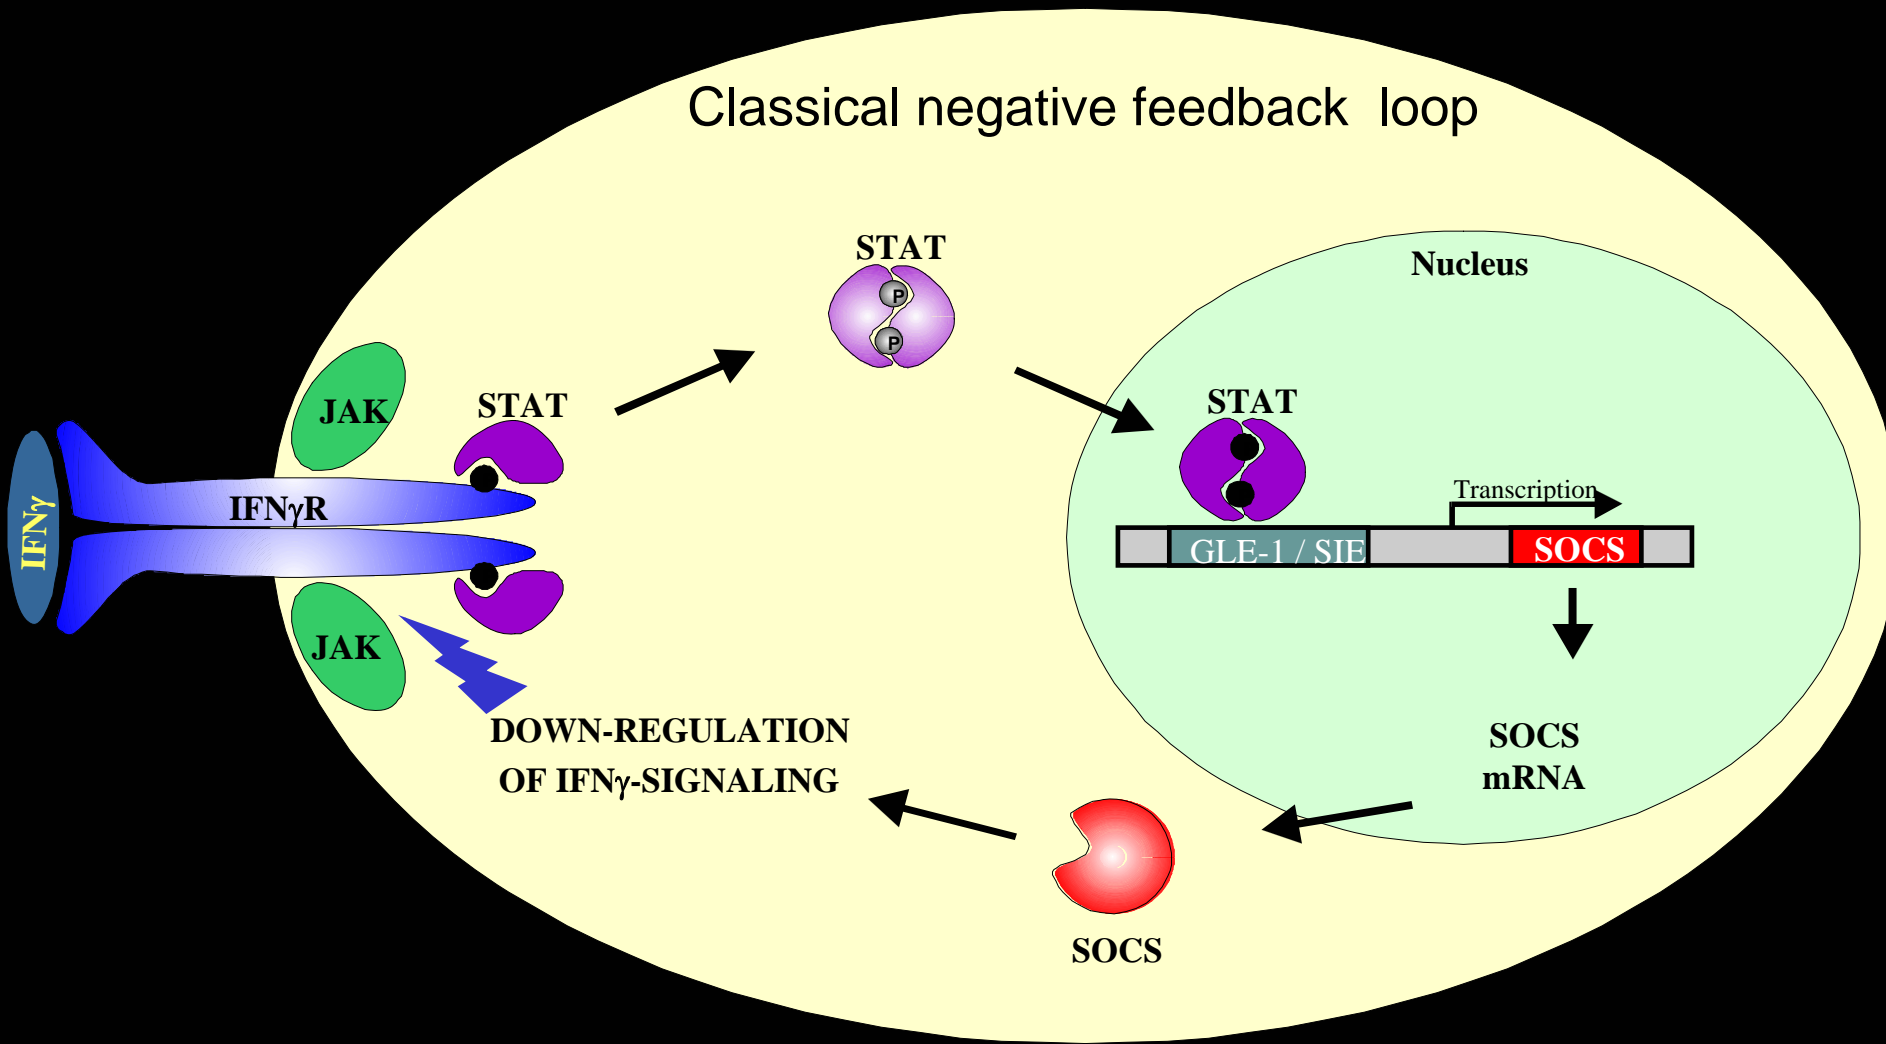 Classical negative feedback loop
STAT
P
P
Nucleus
JAK
STAT
STAT
IFNγ
IFNγR
Transcription
GLE-1 / SIE
SOCS
JAK
DOWN-REGULATION
OF IFNγ-SIGNALING
SOCS
mRNA
SOCS